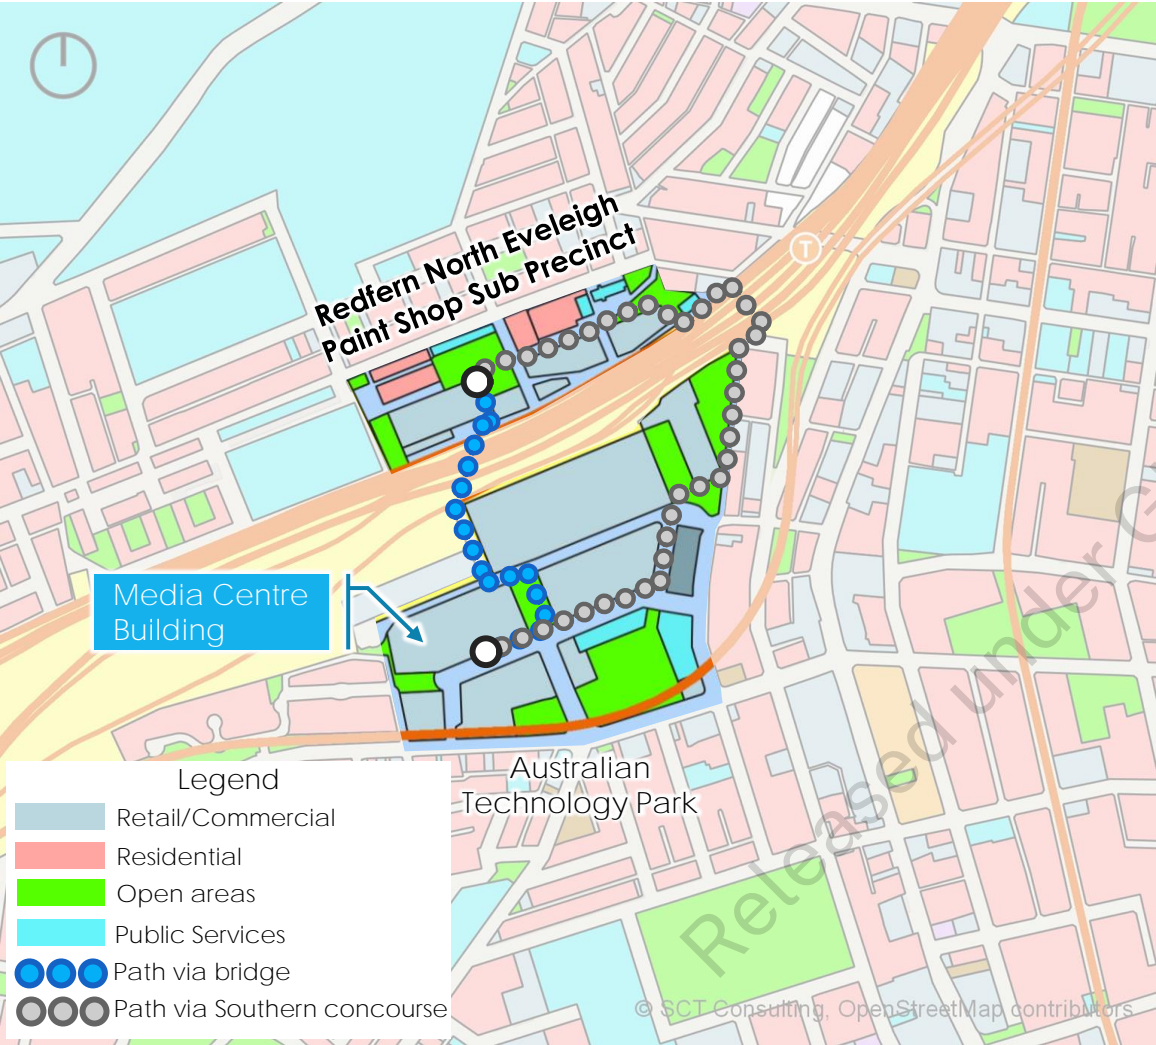 T
Redfern North Eveleigh
Paint Shop Sub Precinct
Media Centre
Building
Australian
Technology Park
Legend
Retail/Commercial
Residential
Open areas
Public Services
Path via bridge
Path via Southern concourse
Released under G
© SCT Consulting, OpenStreetMap contributors